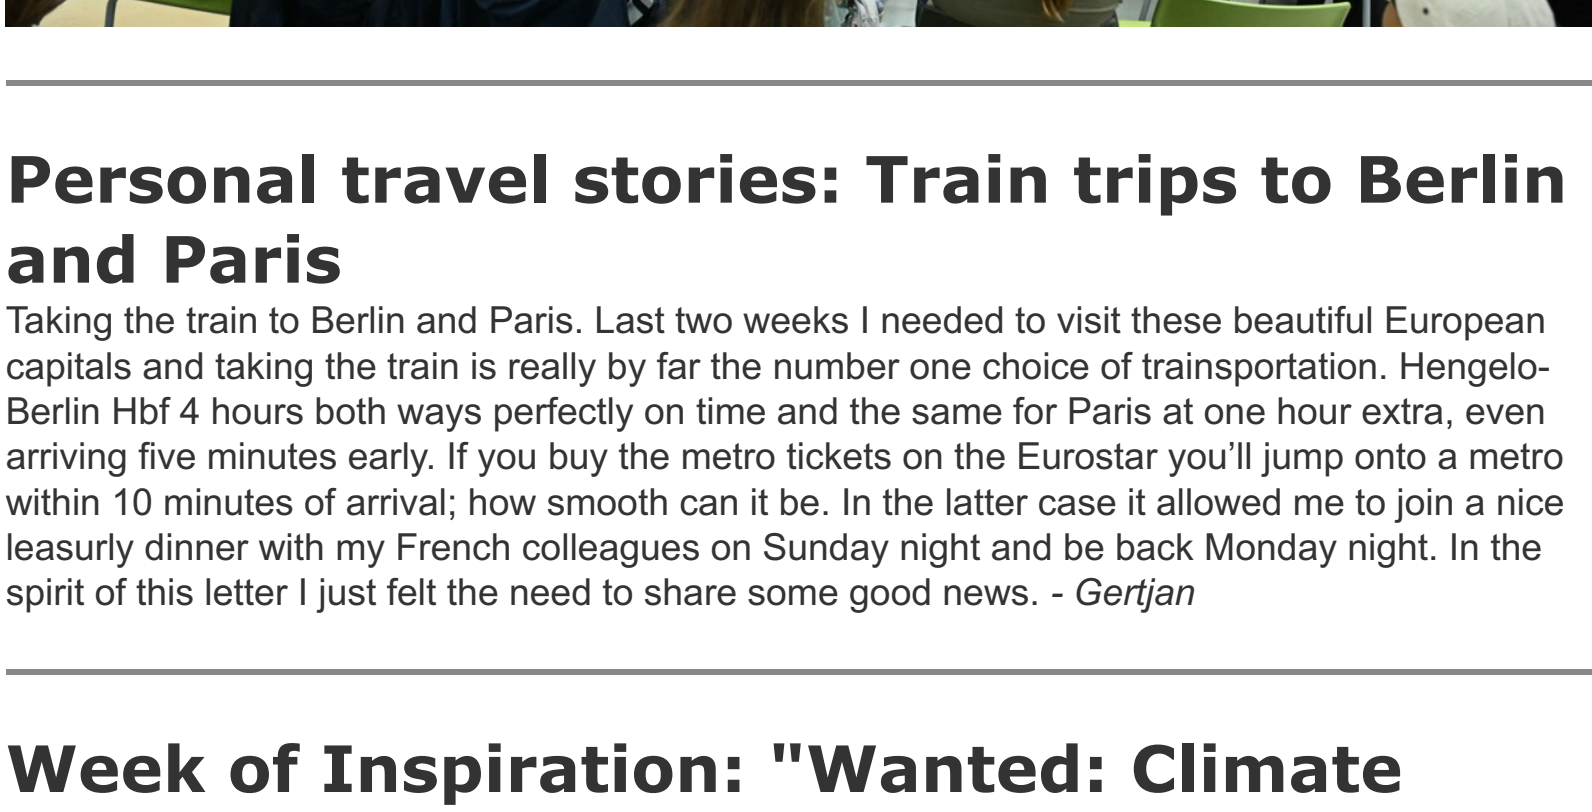 Personal travel stories: Train trips to Berlin
and Paris
Taking the train to Berlin and Paris. Last two weeks I needed to visit these beautiful European
capitals and taking the train is really by far the number one choice of trainsportation. Hengelo-
Berlin Hbf 4 hours both ways perfectly on time and the same for Paris at one hour extra, even
arriving five minutes early. If you buy the metro tickets on the Eurostar you’ll jump onto a metro
within 10 minutes of arrival; how smooth can it be. In the latter case it allowed me to join a nice
leasurly dinner with my French colleagues on Sunday night and be back Monday night. In the
spirit of this letter I just felt the need to share some good news. - Gertjan
Week of Inspiration: "Wanted: Climate